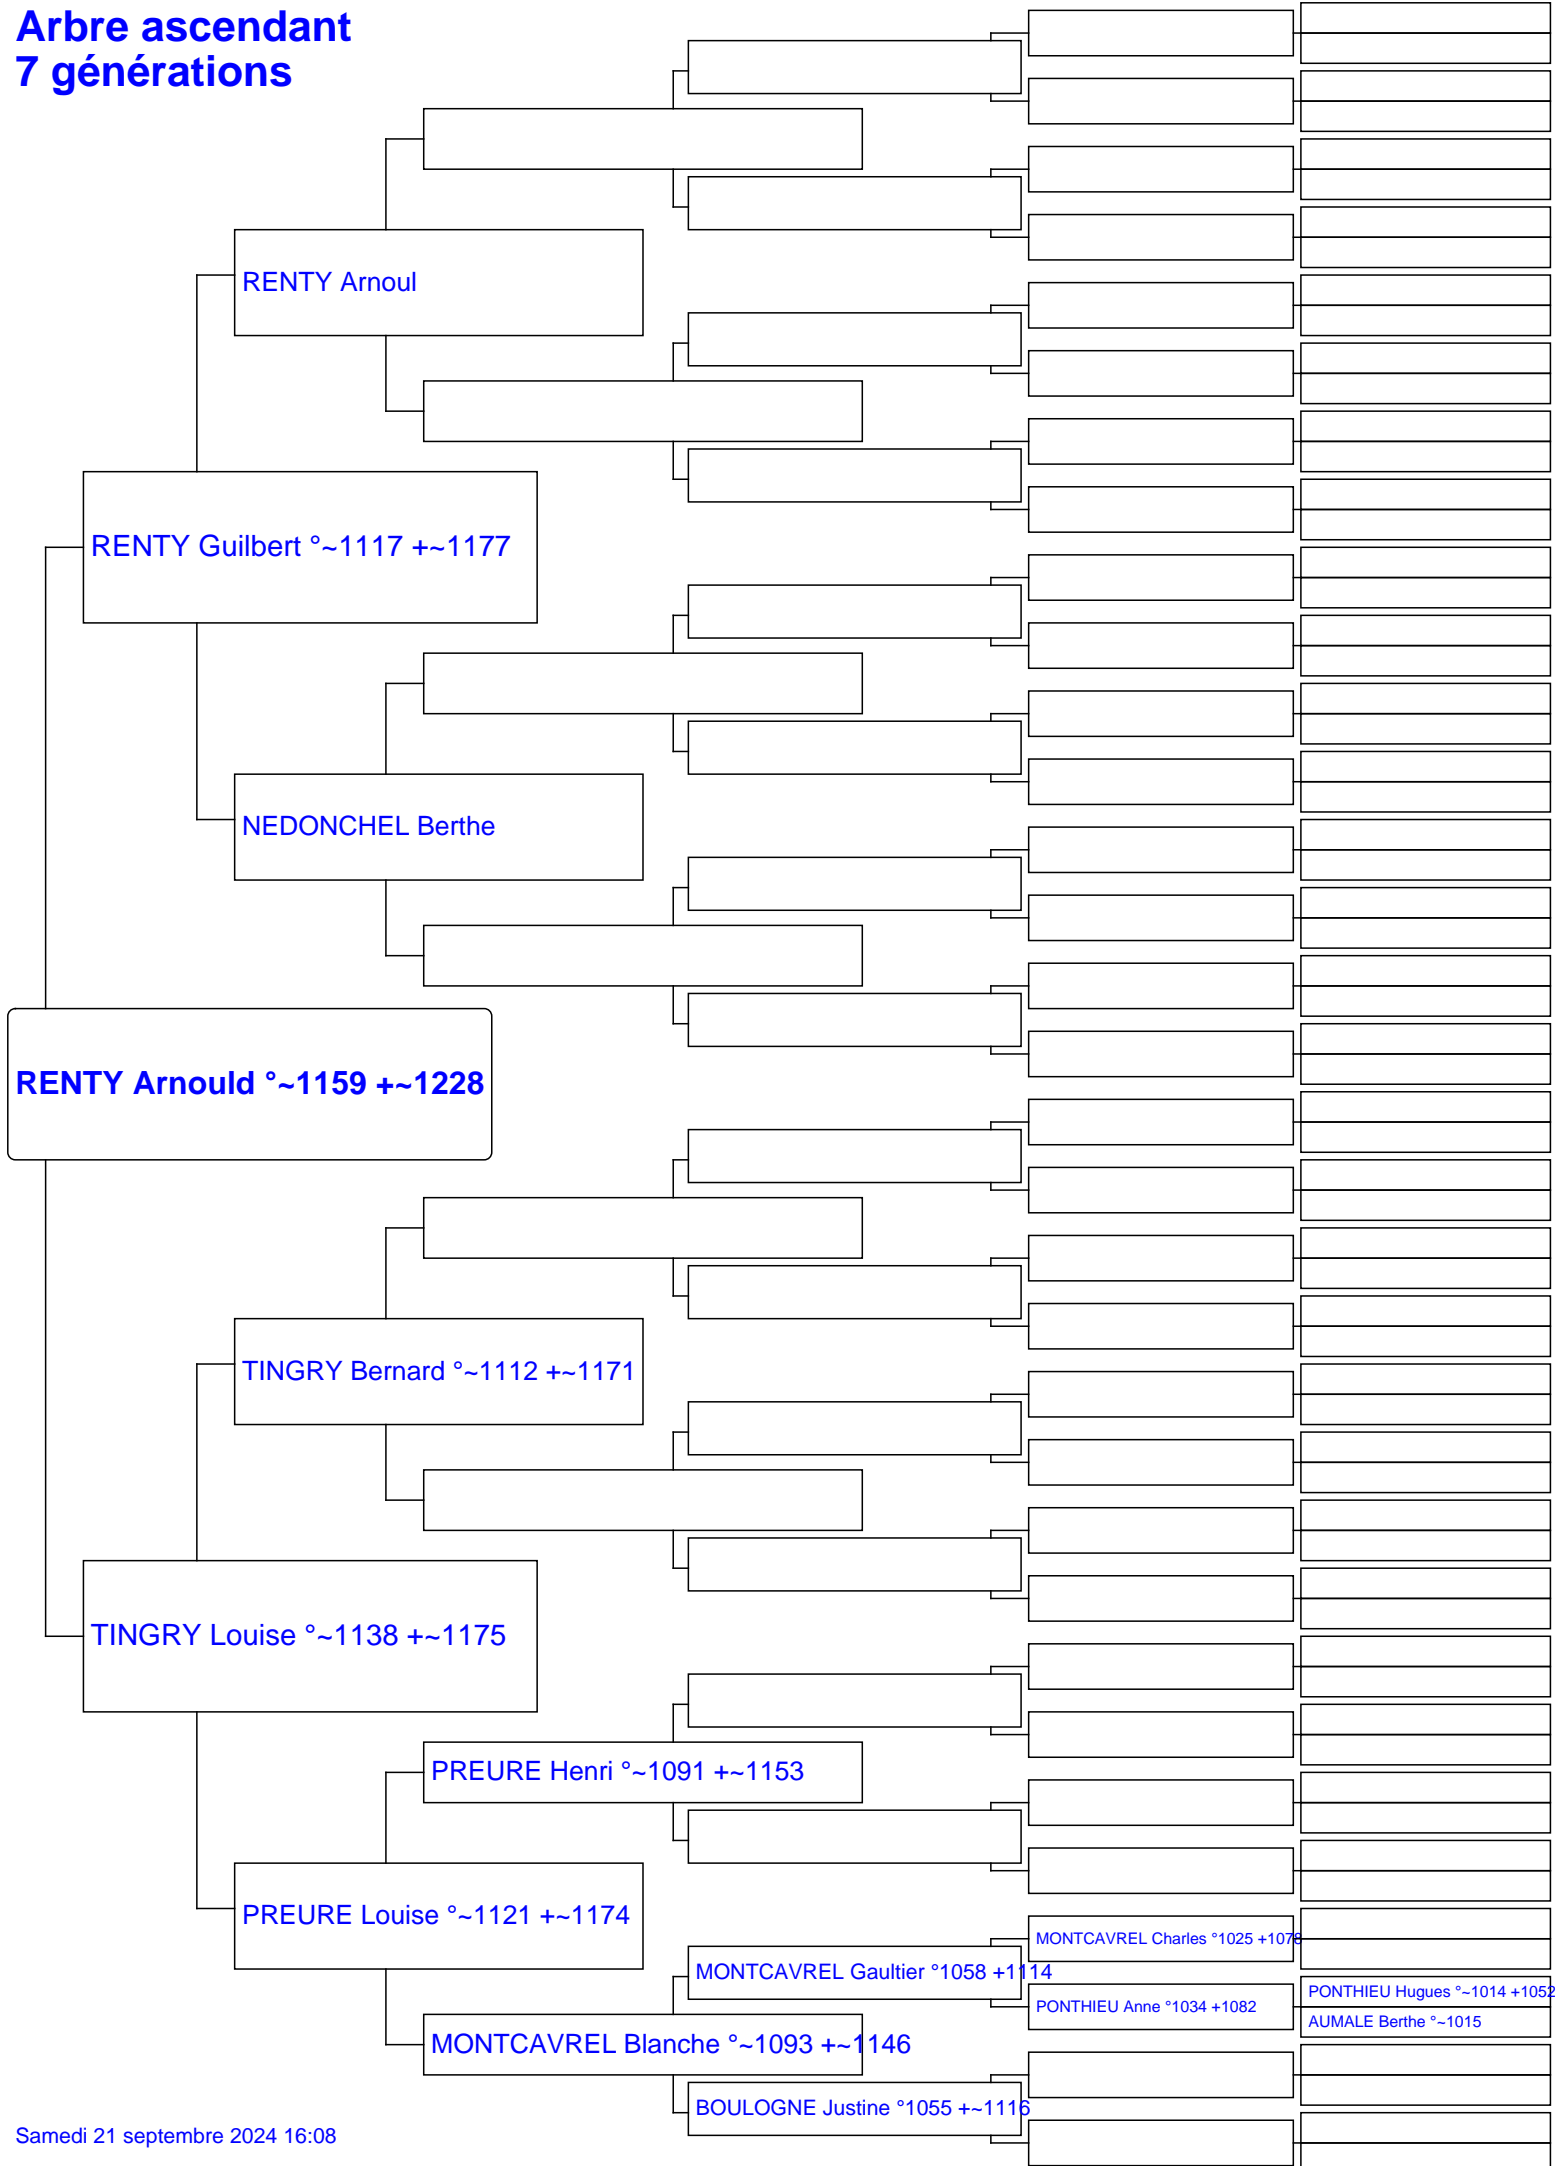 Arbre ascendant
7 générations
RENTY Arnoul
RENTY Guilbert °~1117 +~1177
NEDONCHEL Berthe
RENTY Arnould °~1159 +~1228
TINGRY Bernard °~1112 +~1171
TINGRY Louise °~1138 +~1175
PREURE Henri °~1091 +~1153
PREURE Louise °~1121 +~1174
MONTCAVREL Charles °1025 +1078
MONTCAVREL Gaultier °1058 +1114
PONTHIEU Hugues °~1014 +1052
PONTHIEU Anne °1034 +1082
AUMALE Berthe °~1015
MONTCAVREL Blanche °~1093 +~1146
BOULOGNE Justine °1055 +~1116
Samedi 21 septembre 2024 16:08